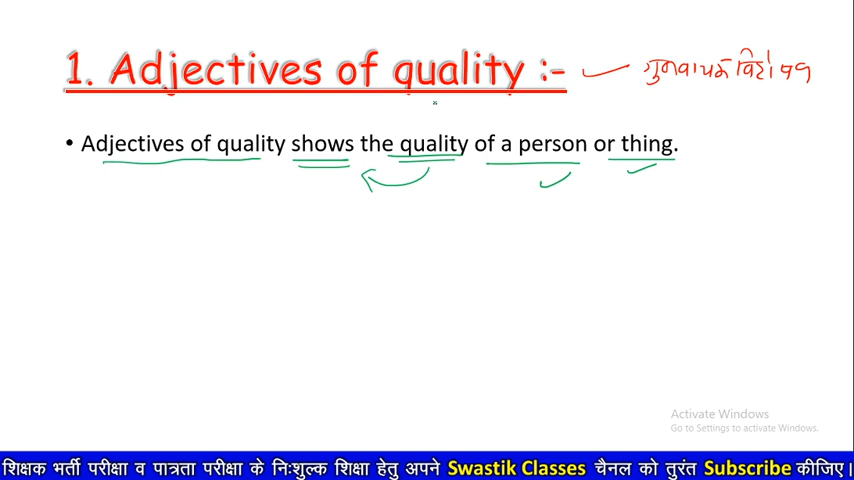 1. Adjectives of quality :- गुणवाचक विशेषण
• Adjectives of quality shows the quality of a person or thing.
Activate Windows
Go to Settings to activate Windows.
शिक्षक भर्ती परीक्षा व पात्रता परीक्षा के निःशुल्क शिक्षा हेतु अपने Swastik Classes चैनल को तुरंत Subscribe कीजिए।